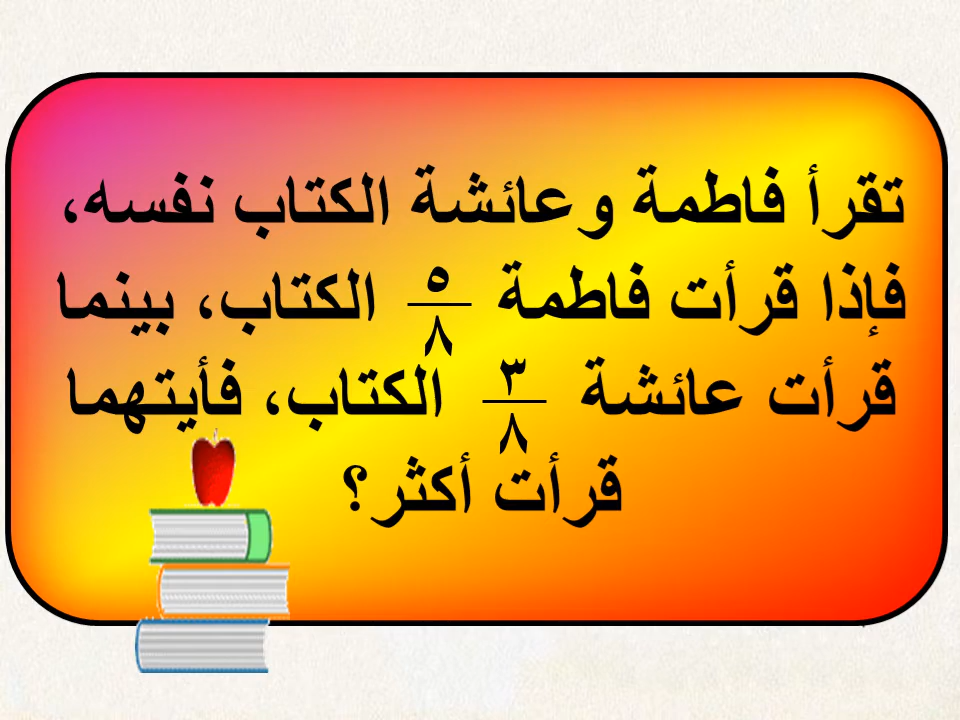 تقرأ فاطمة وعائشة الكتاب نفسه،
فإذا قرأت فاطمة ٥/٨ الكتاب، بينما
قرأت عائشة ٣/٨ الكتاب، فأيتهما
قرأت أكثر؟